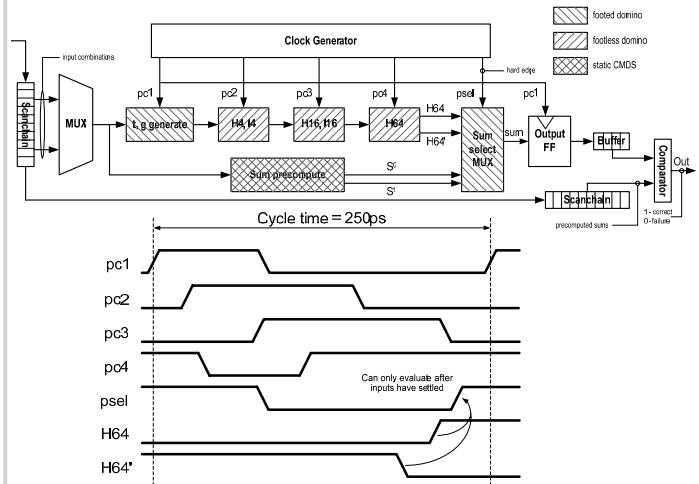 footed domino
footless domino
static CMDS
Clock Generator
input combinations
hard edge
pc1
pc2
pc3
pc4
psel
pc1
Scanchain
MUX
t, g generate
H4, I4
H16, I16
H64
H64
H64'
Sum select MUX
sum
Output FF
Buffer
Comparator
Out
Sum precompute
S⁰
S¹
Scanchain
precomputed sums
1- correct
0-failure
Cycle time = 250ps
pc1
pc2
pc3
pc4
Can only evaluate after
inputs have settled
psel
H64
H64'